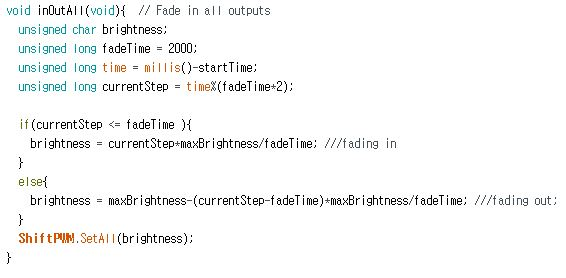 void inOutAll(void){  // Fade in all outputs
  unsigned char brightness;
  unsigned long fadeTime = 2000;
  unsigned long time = millis()-startTime;
  unsigned long currentStep = time%(fadeTime*2);

  if(currentStep <= fadeTime ){
    brightness = currentStep*maxBrightness/fadeTime; ///fading in
  }
  else{
    brightness = maxBrightness-(currentStep-fadeTime)*maxBrightness/fadeTime; ///fading out;
  }
  ShiftPWM.SetAll(brightness);
}